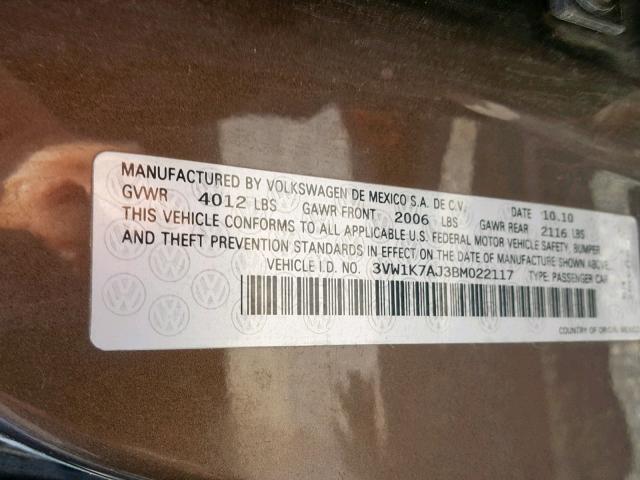 MANUFACTURED BY VOLKSWAGEN DE MEXICO S.A. DE C.V. DATE 10.10
GVWR 4012 LBS GAWR FRONT 2006 LBS GAWR REAR 2116 LBS
THIS VEHICLE CONFORMS TO ALL APPLICABLE U.S. FEDERAL MOTOR VEHICLE SAFETY, BUMPER
AND THEFT PREVENTION STANDARDS IN EFFECT ON THE DATE OF MANUFACTURE SHOWN ABOVE
VEHICLE I.D. NO. 3VW1K7AJ3BM022117 TYPE: PASSENGER CAR
COUNTRY OF ORIGIN: MEXICO